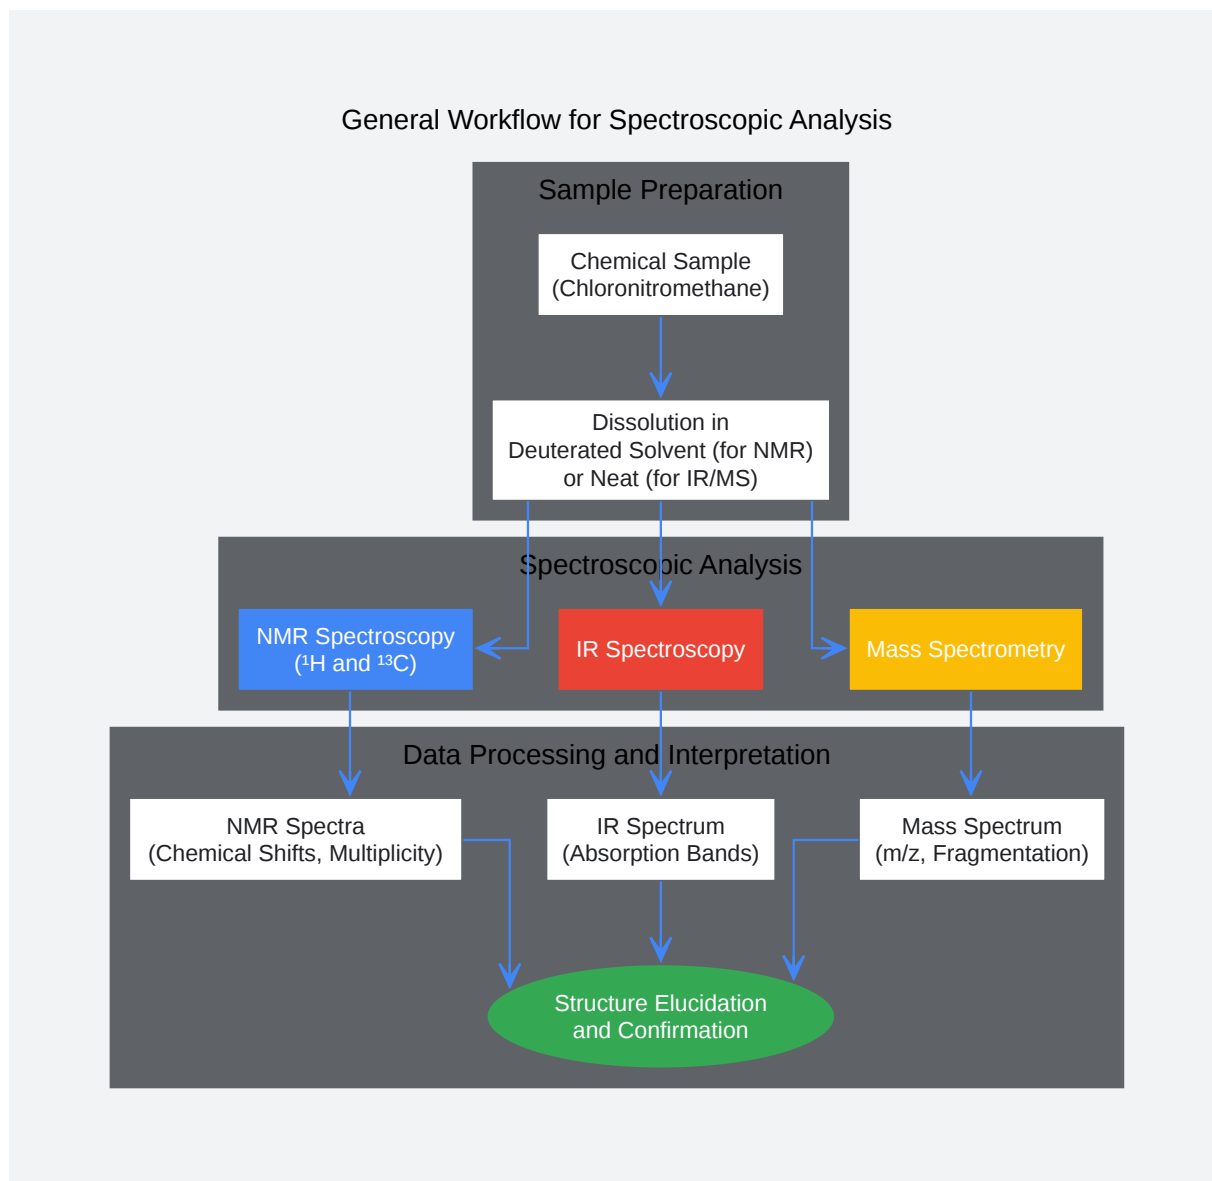 General Workflow for Spectroscopic Analysis
Sample Preparation
Chemical Sample
(Chloronitromethane)
Dissolution in
Deuterated Solvent (for NMR)
or Neat (for IR/MS)
Spectroscopic Analysis
NMR Spectroscopy
(¹H and ¹³C)
IR Spectroscopy
Mass Spectrometry
Data Processing and Interpretation
NMR Spectra
(Chemical Shifts, Multiplicity)
IR Spectrum
(Absorption Bands)
Mass Spectrum
(m/z, Fragmentation)
Structure Elucidation
and Confirmation